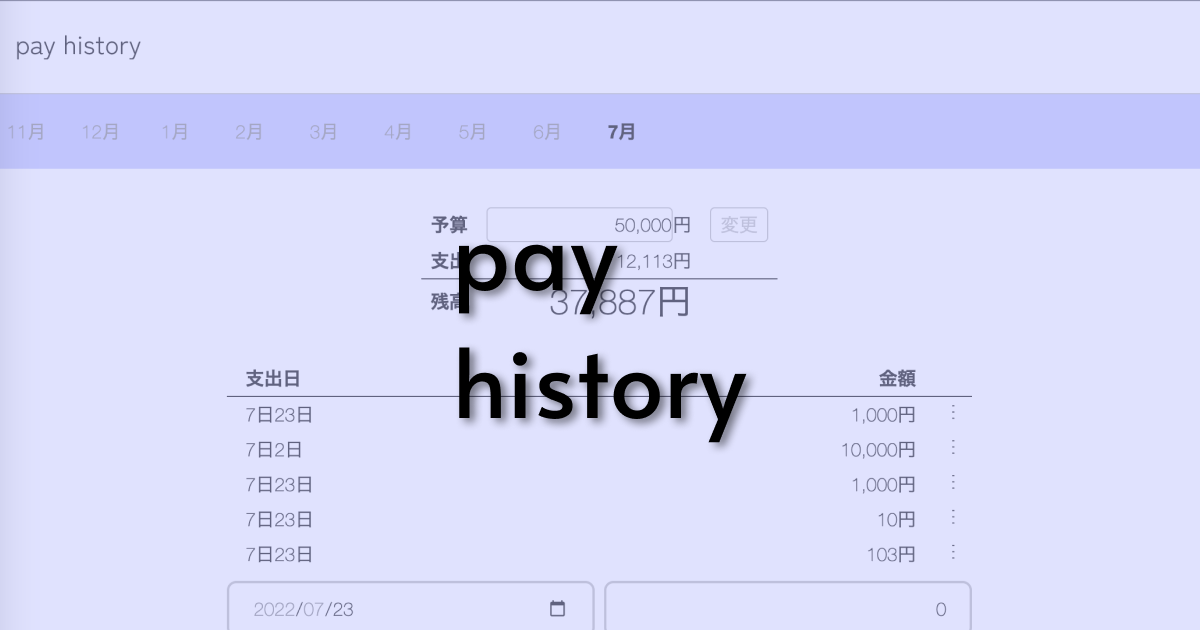 pay history
11月 12月 1月 2月 3月 4月 5月 6月 7月
予算 50,000円 変更
支出 12,113円
残高 37,887円
pay
history
支出日 金額
7日23日 1,000円 ⋮
7日2日 10,000円 ⋮
7日23日 1,000円 ⋮
7日23日 10円 ⋮
7日23日 103円 ⋮
2022/07/23 0